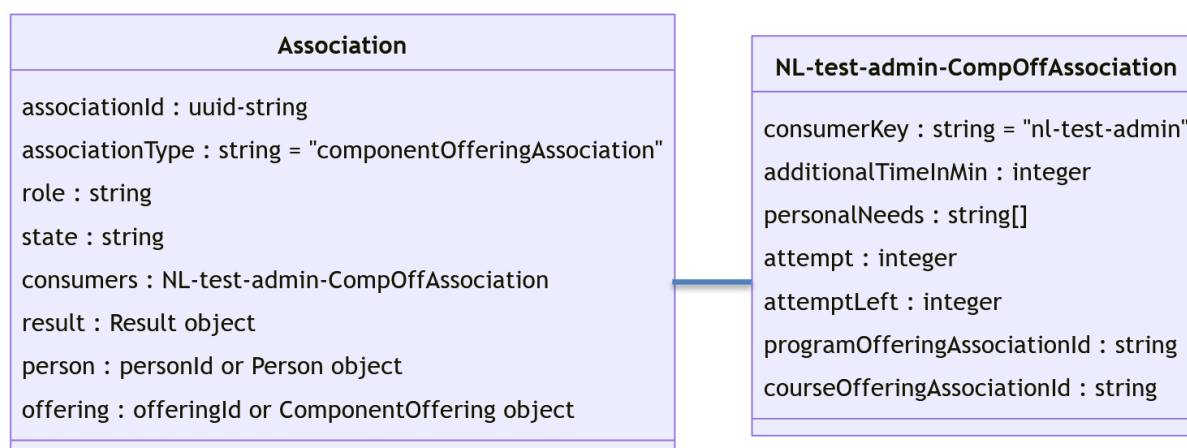 Association
associationId : uuid-string
associationType : string = "componentOfferingAssociation"
role : string
state : string
consumers : NL-test-admin-CompOffAssociation
result : Result object
person : personId or Person object
offering : offeringId or ComponentOffering object
NL-test-admin-CompOffAssociation
consumerKey : string = "nl-test-admin"
additionalTimeInMin : integer
personalNeeds : string[]
attempt : integer
attemptLeft : integer
programOfferingAssociationId : string
courseOfferingAssociationId : string